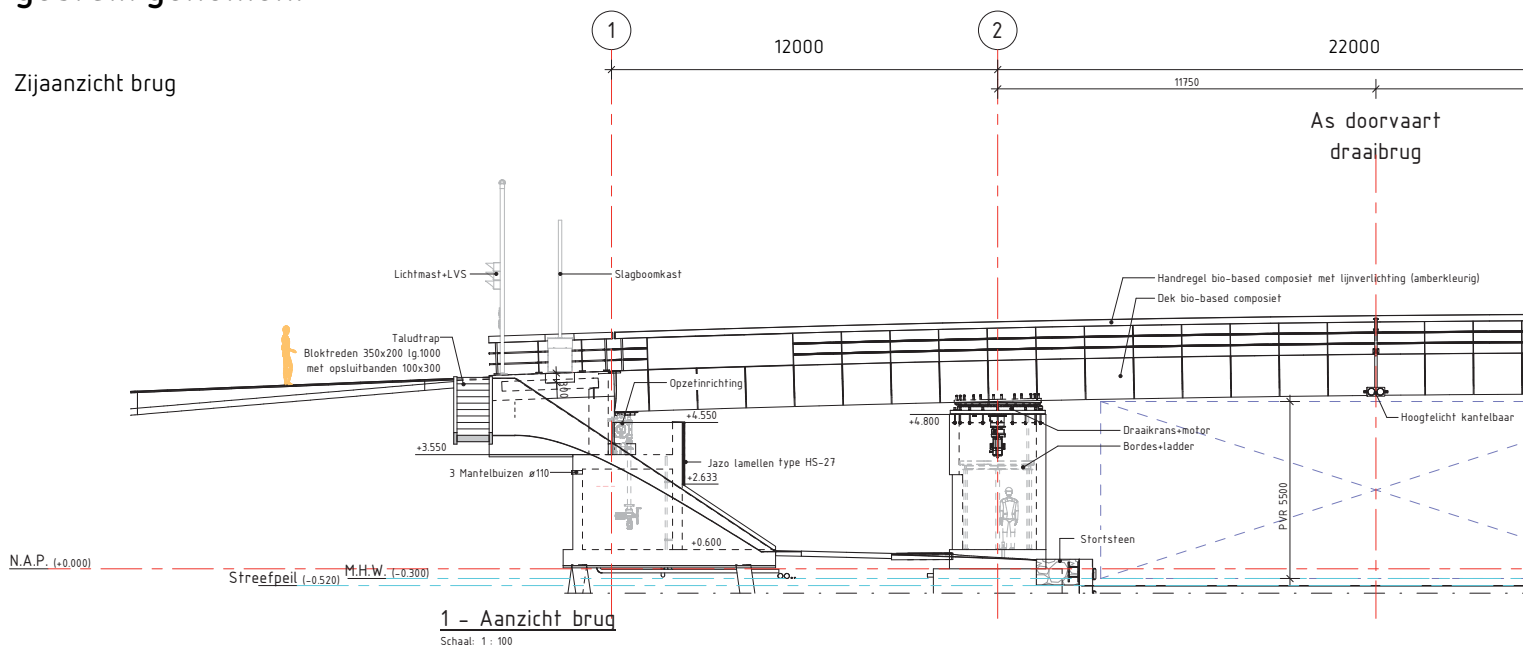 1
2
12000
22000
11750
Zijaanzicht brug
As doorvaart
draaibrug
Lichtmast+LVS
Slagboomkast
Handregel bio-based composiet met lijnverlichting (amberkleurig)
Dek bio-based composiet
Taludtrap
Bloktreden 350x200 lg.1000
met opsluitbanden 100x300
Opzetinrichting
+4.550
+4.800
Hoogtelicht kantelbaar
Draaikrans+motor
Bordes+ladder
+3.550
3 Mantelbuizen ø110
Jazo lamellen type HS-27
+2.633
PVR 5500
Stortsteen
+0.600
N.A.P. (+0.000)
Streefpeil (-0.520)
M.H.W. (-0.300)
1 - Aanzicht brug
Schaal: 1 : 100